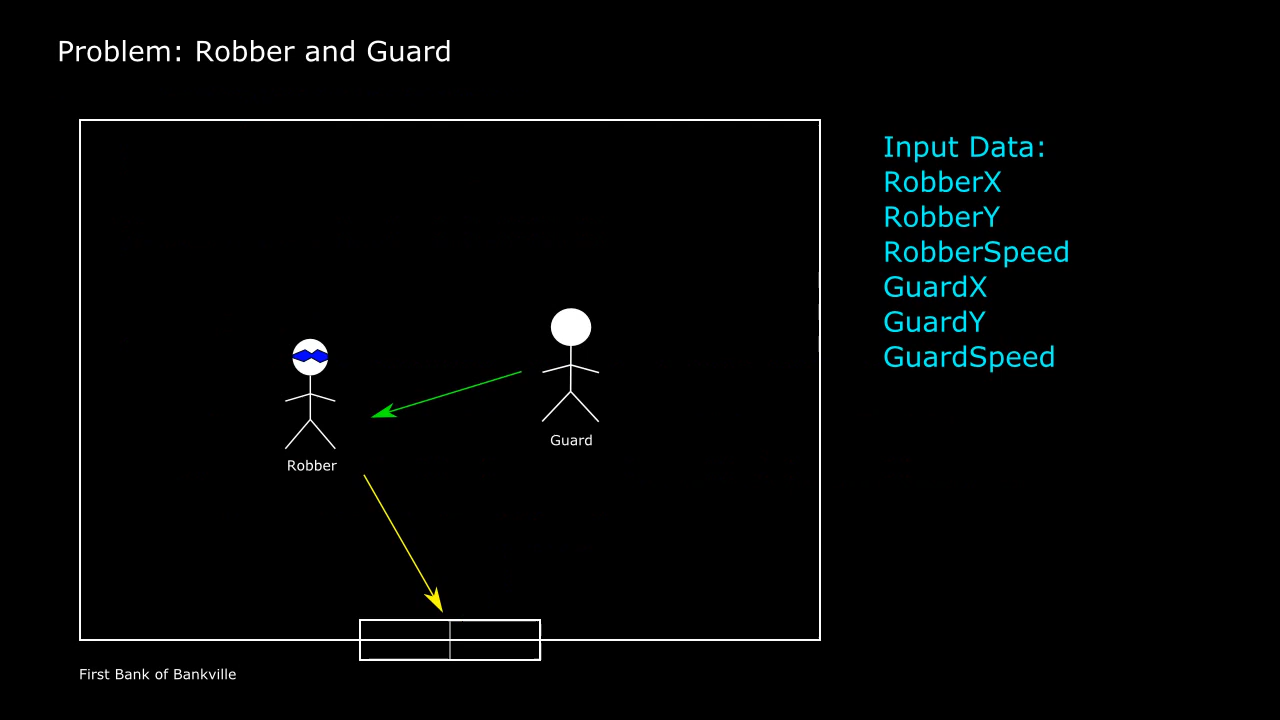 Problem: Robber and Guard
Input Data:
RobberX
RobberY
RobberSpeed
GuardX
GuardY
GuardSpeed
Guard
Robber
First Bank of Bankville